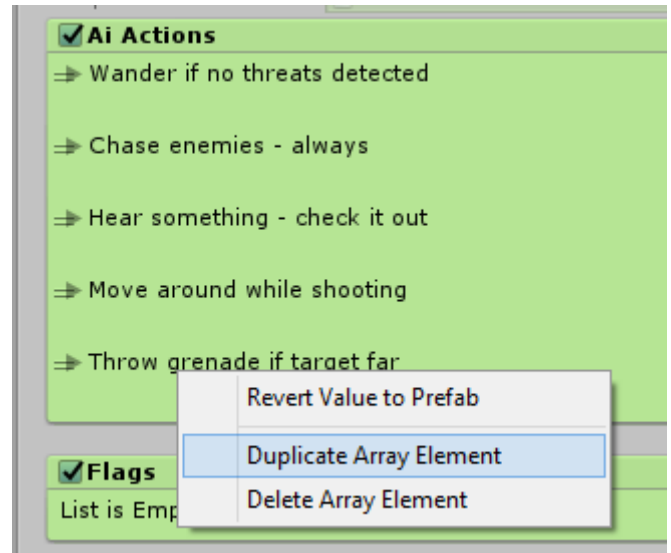 Ai Actions
Wander if no threats detected
Chase enemies - always
Hear something - check it out
Move around while shooting
Throw grenade if target far
Revert Value to Prefab
Duplicate Array Element
Delete Array Element
Flags
List is Emp